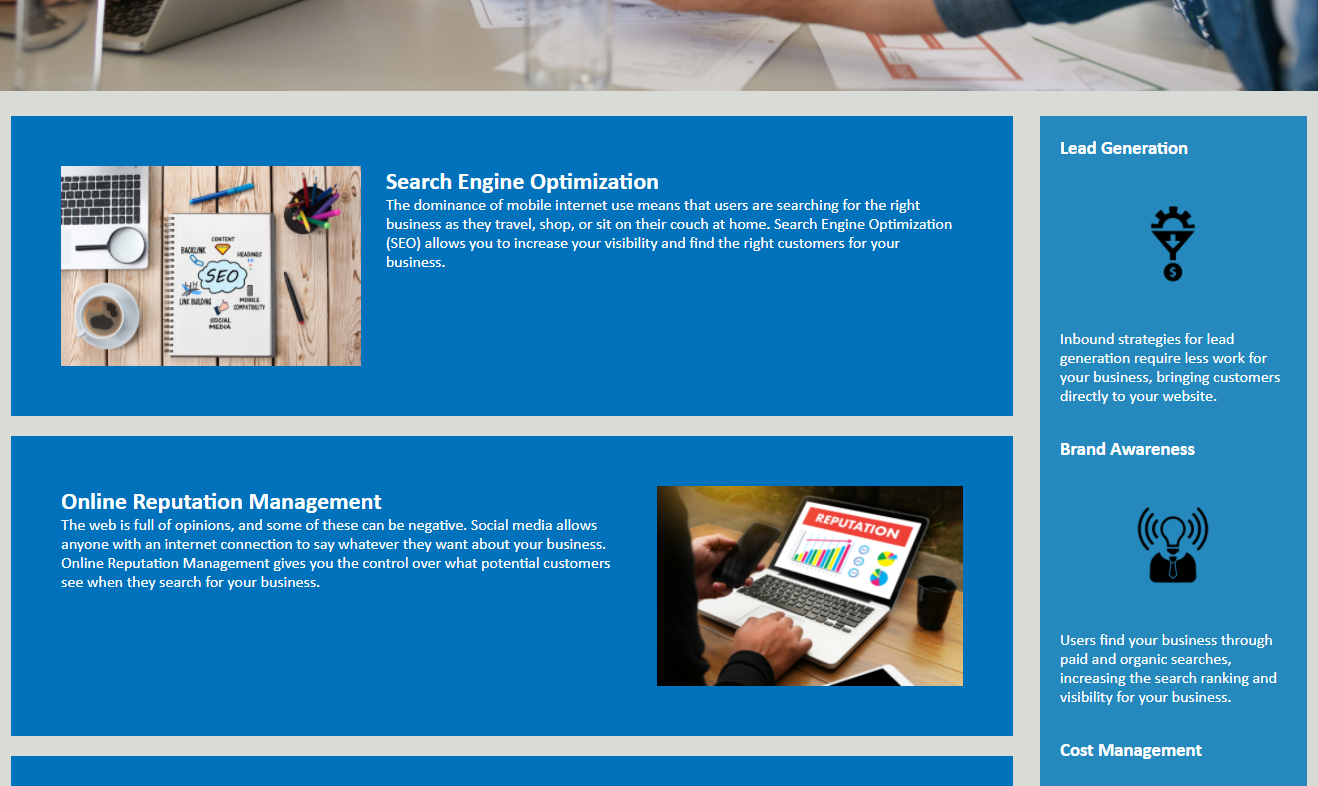 Search Engine Optimization
The dominance of mobile internet use means that users are searching for the right
business as they travel, shop, or sit on their couch at home. Search Engine Optimization
(SEO) allows you to increase your visibility and find the right customers for your
business.
CONTENT
BACKLINK
HEADINGS
SEO
LINK BUILDING
MOBILE
COMPATIBILITY
SOCIAL
MEDIA
Online Reputation Management
The web is full of opinions, and some of these can be negative. Social media allows
anyone with an internet connection to say whatever they want about your business.
Online Reputation Management gives you the control over what potential customers
see when they search for your business.
REPUTATION
Lead Generation
$
Inbound strategies for lead
generation require less work for
your business, bringing customers
directly to your website.
Brand Awareness
Users find your business through
paid and organic searches,
increasing the search ranking and
visibility for your business.
Cost Management